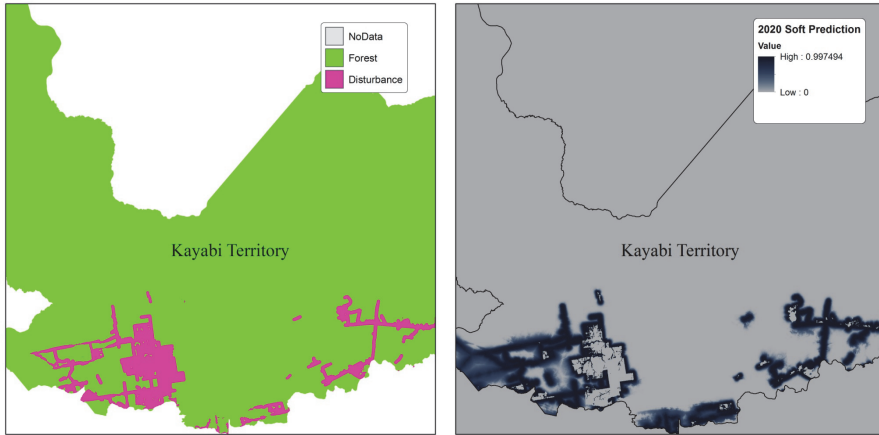 NoData
Forest
Disturbance
Kayabi Territory
2020 Soft Prediction
Value
High : 0.997494
Low : 0
Kayabi Territory